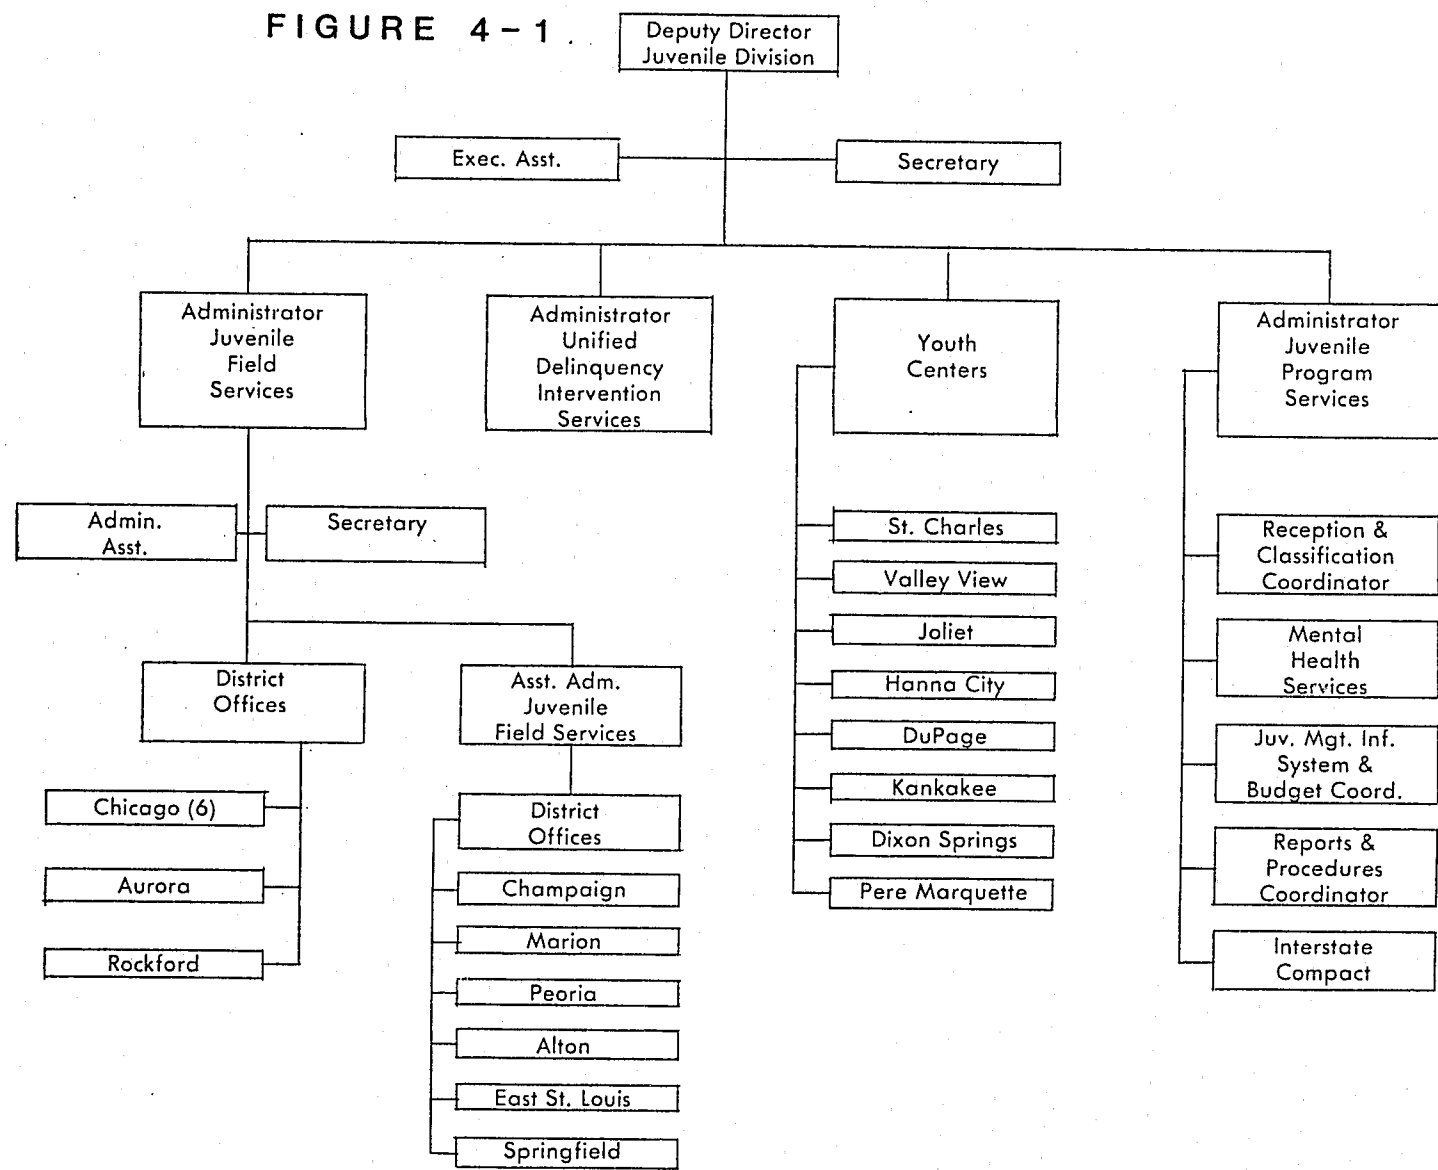 FIGURE 4-1.
Deputy Director
Juvenile Division
Exec. Asst.
Secretary
Administrator
Juvenile
Field
Services
Administrator
Unified
Delinquency
Intervention
Services
Youth
Centers
Administrator
Juvenile
Program
Services
Admin.
Asst.
Secretary
District
Offices
Chicago (6)
Aurora
Rockford
Asst. Adm.
Juvenile
Field Services
District
Offices
Champaign
Marion
Peoria
Alton
East St. Louis
Springfield
St. Charles
Valley View
Joliet
Hanna City
DuPage
Kankakee
Dixon Springs
Pere Marquette
Reception &
Classification
Coordinator
Mental
Health
Services
Juv. Mgt. Inf.
System &
Budget Coord.
Reports &
Procedures
Coordinator
Interstate
Compact